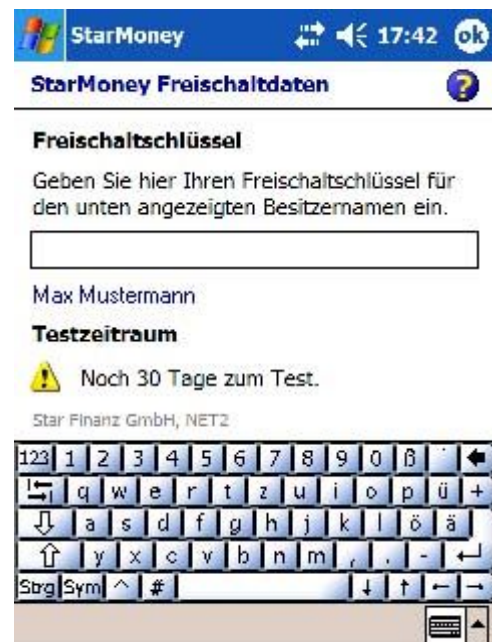 StarMoney 17:42 ok
StarMoney Freischaltdaten ?
Freischaltschlüssel
Geben Sie hier Ihren Freischaltschlüssel für
den unten angezeigten Besitzernamen ein.
Max Mustermann
Testzeitraum
Noch 30 Tage zum Test.
Star Finanz GmbH, NET2
123 1 2 3 4 5 6 7 8 9 0 ß ´
q w e r t z u i o p ü +
a s d f g h j k l ö ä
y x c v b n m , . -
Strg Sym ^ #